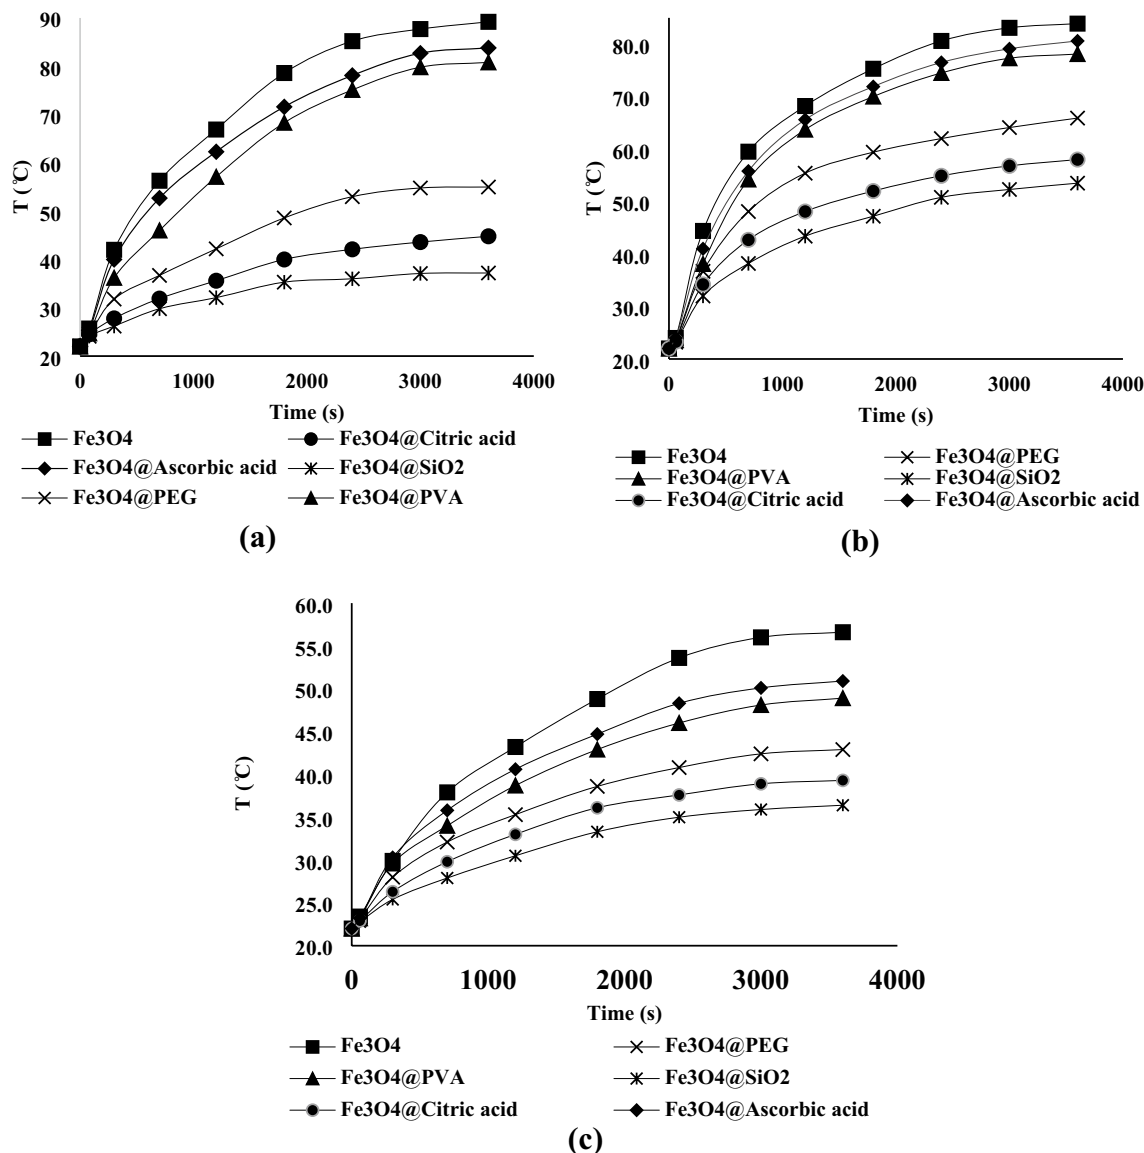 90
80
70
60
50
40
30
20
T (℃)
0 1000 2000 3000 4000
Time (s)
Fe3O4 Fe3O4@Citric acid
Fe3O4@Ascorbic acid Fe3O4@SiO2
Fe3O4@PEG Fe3O4@PVA
(a)
80.0
70.0
60.0
50.0
40.0
30.0
20.0
T (℃)
0 1000 2000 3000 4000
Time (s)
Fe3O4 Fe3O4@PEG
Fe3O4@PVA Fe3O4@SiO2
Fe3O4@Citric acid Fe3O4@Ascorbic acid
(b)
60.0
55.0
50.0
45.0
40.0
35.0
30.0
25.0
20.0
T (℃)
0 1000 2000 3000 4000
Time (s)
Fe3O4 Fe3O4@PEG
Fe3O4@PVA Fe3O4@SiO2
Fe3O4@Citric acid Fe3O4@Ascorbic acid
(c)